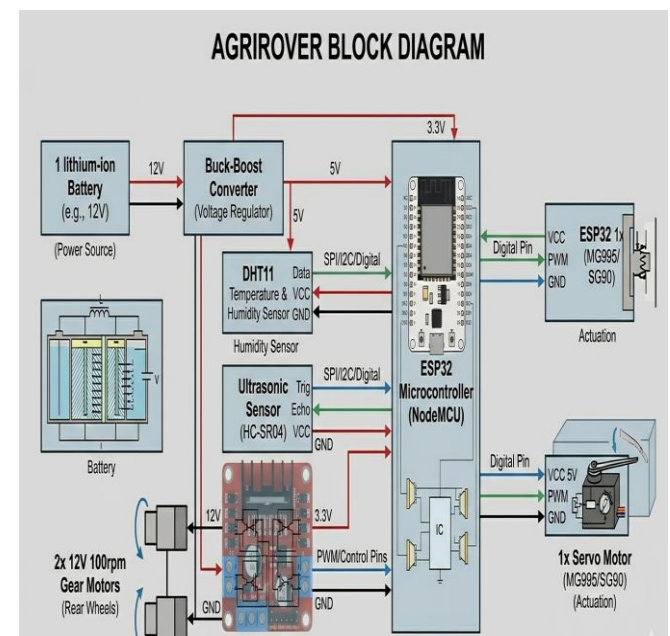 AGRIROVER BLOCK DIAGRAM
3.3V
1 lithium-ion
Battery
(e.g., 12V)
(Power Source)
12V
Buck-Boost
Converter
(Voltage Regulator)
5V
5V
DHT11
Temperature &
Humidity Sensor
Data
VCC
GND
Humidity Sensor
SPI/I2C/Digital
Ultrasonic
Sensor
(HC-SR04)
Trig
Echo
VCC
GND
SPI/I2C/Digital
ESP32
Microcontroller
(NodeMCU)
IC
Digital Pin
VCC
PWM
GND
ESP32 1x
(MG995/
SG90)
Actuation
L
V
Battery
2x 12V 100rpm
Gear Motors
(Rear Wheels)
12V
GND
3.3V
PWM/Control Pins
GND
Digital Pin
VCC 5V
PWM
GND
1x Servo Motor
(MG995/SG90)
(Actuation)